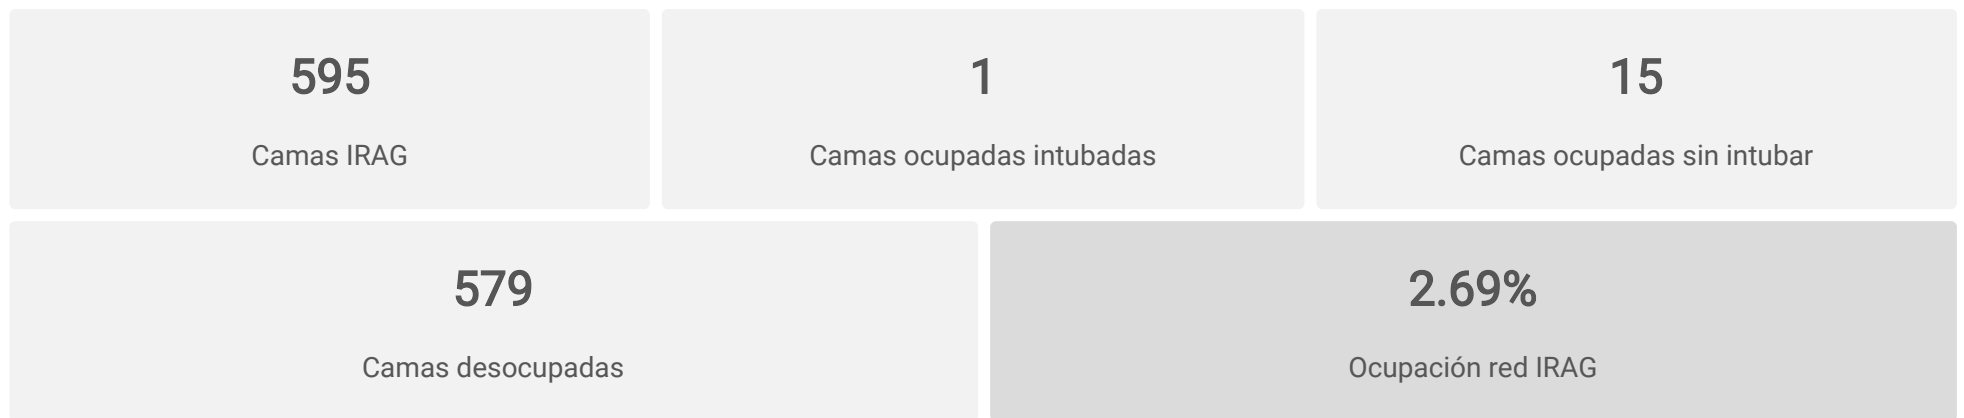 595
1
15
Camas IRAG
Camas ocupadas intubadas
Camas ocupadas sin intubar
579
2.69%
Camas desocupadas
Ocupación red IRAG